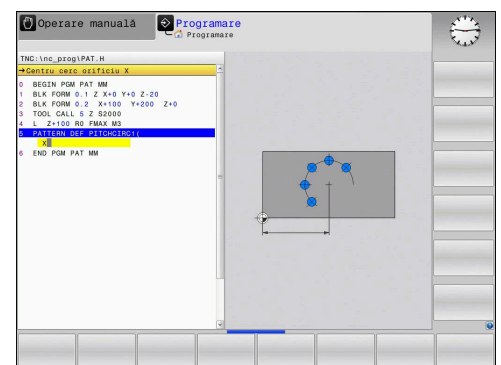 Operare manuală
Programare
Programare
TNC:\nc_prog\PAT.H
→Centru cerc orificiu X
0 BEGIN PGM PAT MM
1 BLK FORM 0.1 Z X+0 Y+0 Z-20
2 BLK FORM 0.2 X+100 Y+200 Z+0
3 TOOL CALL 5 Z S2000
4 L Z+100 R0 FMAX M3
5 PATTERN DEF PITCHCIRC1(
X
6 END PGM PAT MM